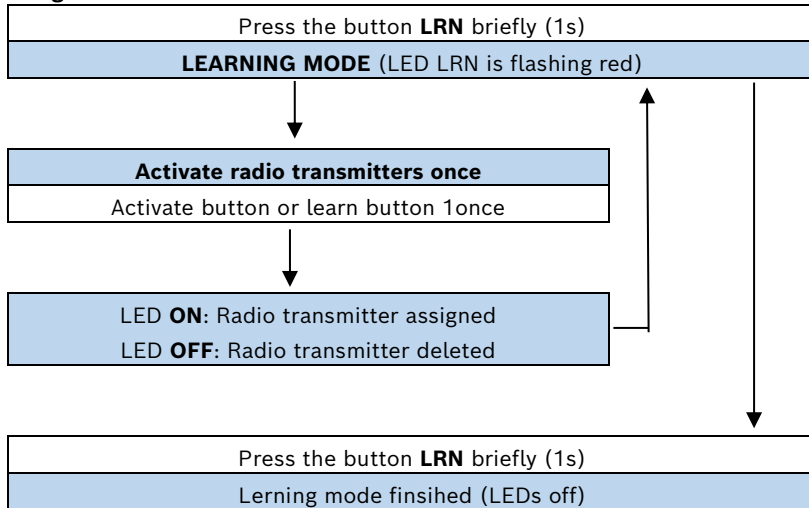 Press the button LRN briefly (1s)
LEARNING MODE (LED LRN is flashing red)
Activate radio transmitters once
Activate button or learn button 1once
LED ON: Radio transmitter assigned
LED OFF: Radio transmitter deleted
Press the button LRN briefly (1s)
Lerning mode finsihed (LEDs off)